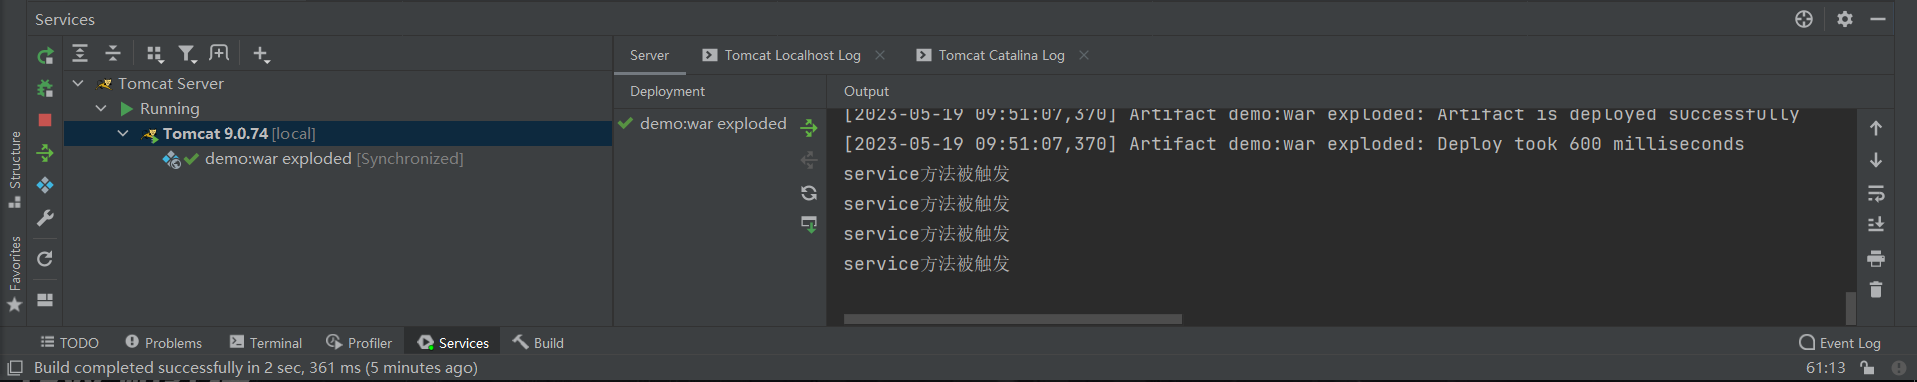 Services
Server
Tomcat Localhost Log
Tomcat Catalina Log
Tomcat Server
Running
Tomcat 9.0.74 [local]
demo:war exploded [Synchronized]
Deployment
demo:war exploded
Output
[2023-05-19 09:51:07,370] Artifact demo:war exploded: Artifact is deployed successfully
[2023-05-19 09:51:07,370] Artifact demo:war exploded: Deploy took 600 milliseconds
service方法被触发
service方法被触发
service方法被触发
service方法被触发
Structure
Favorites
TODO
Problems
Terminal
Profiler
Services
Build
Event Log
Build completed successfully in 2 sec, 361 ms (5 minutes ago)
61:13